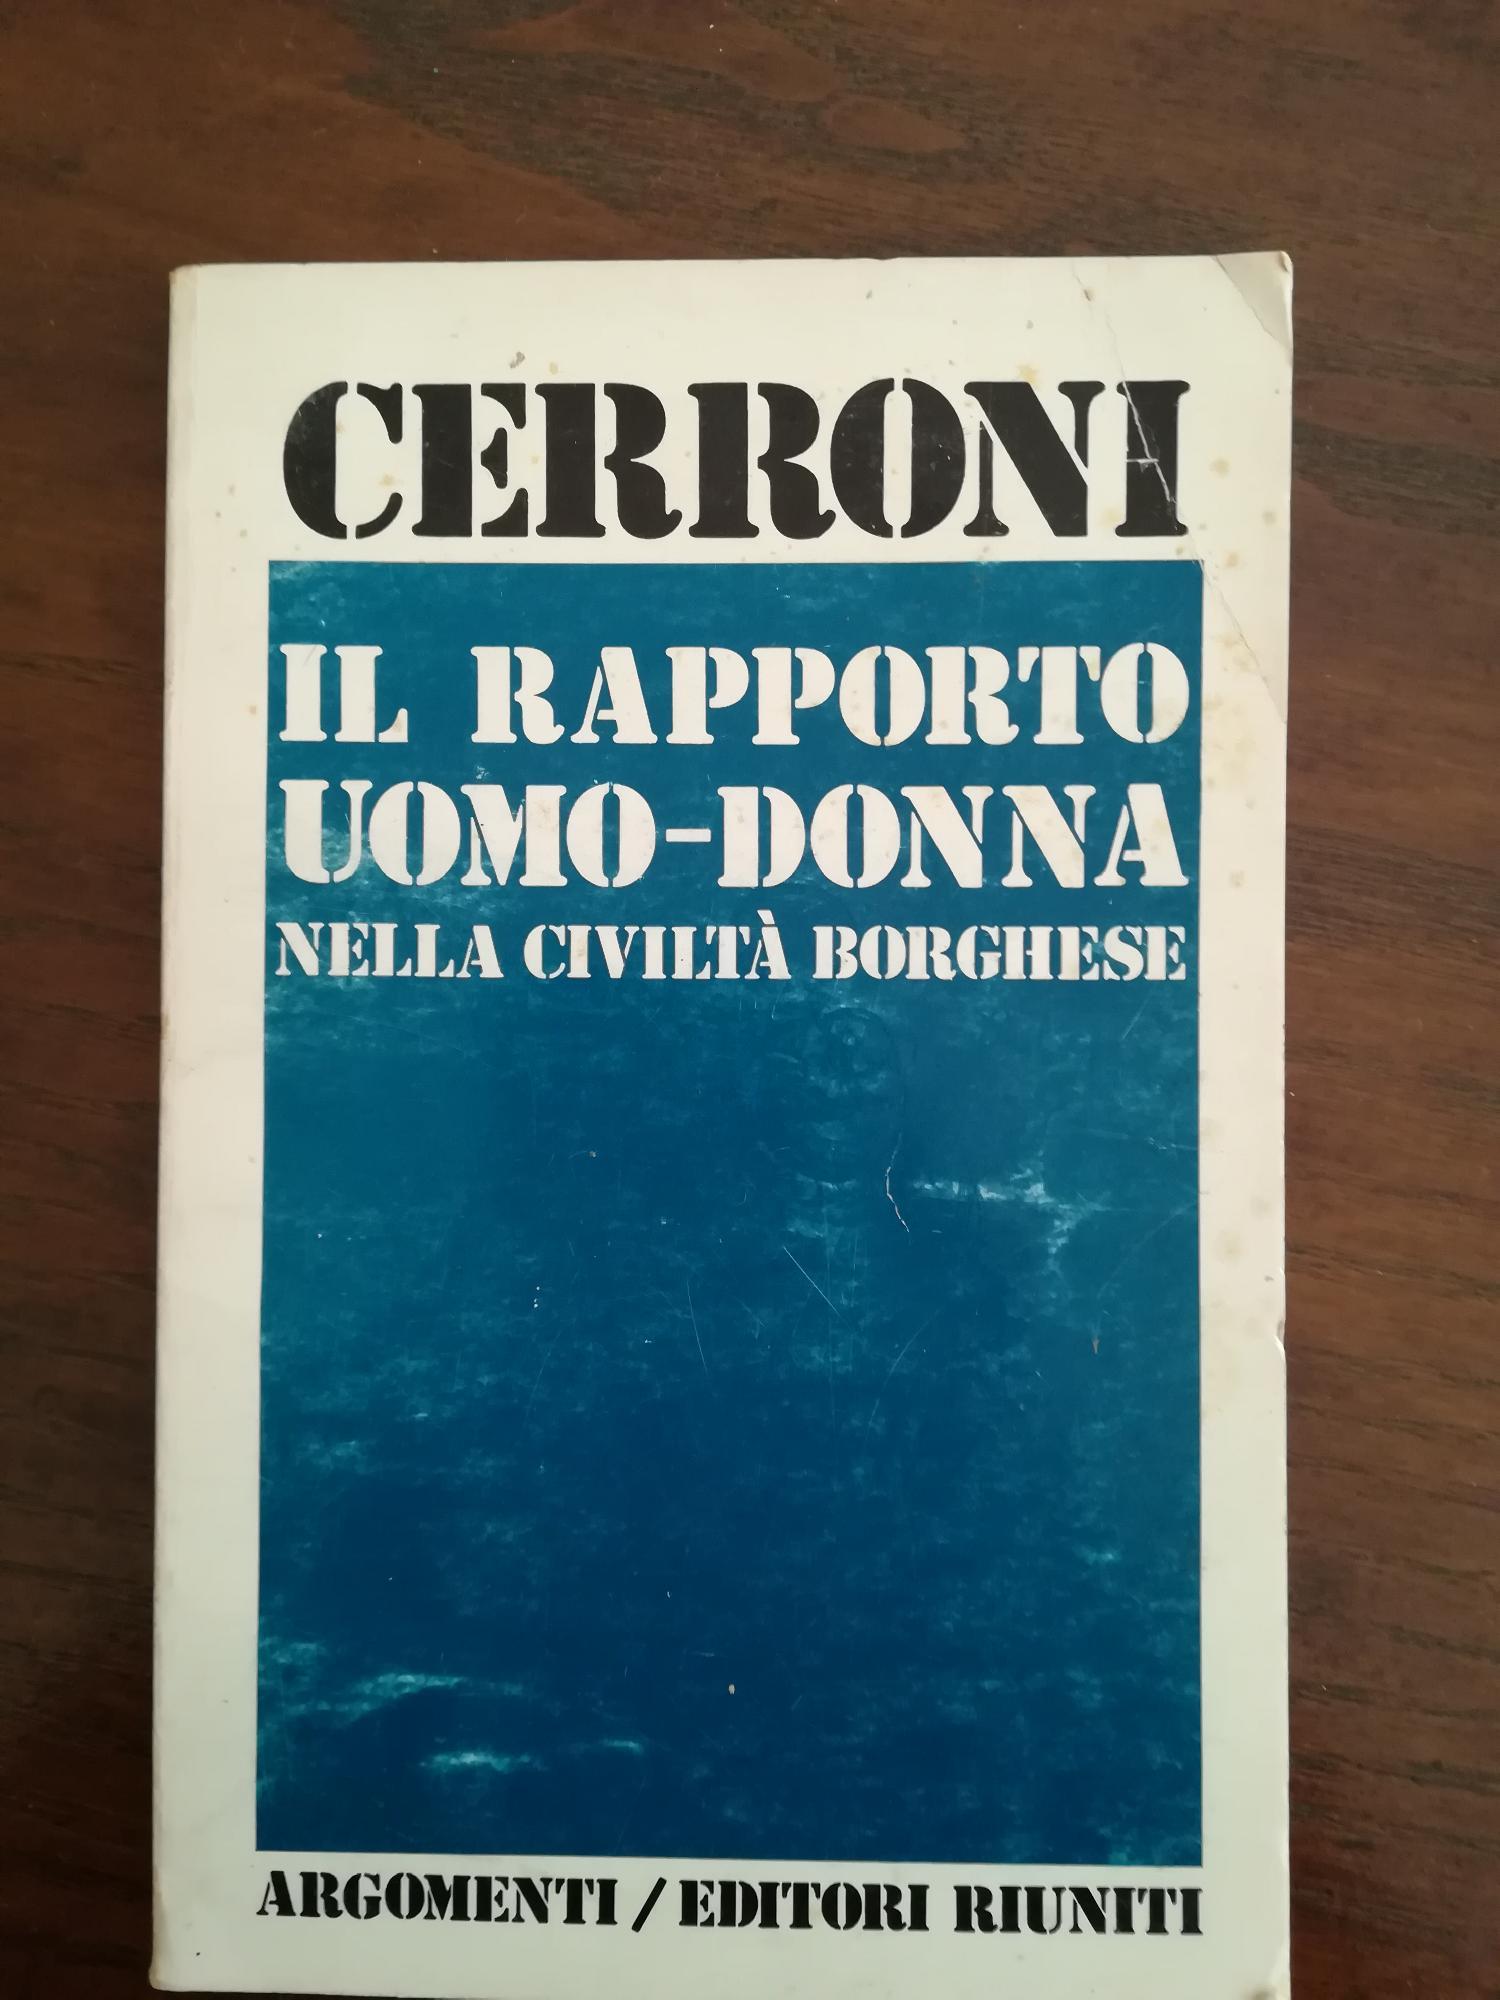 CERRONI
IL RAPPORTO
UOMO-DONNA
NELLA CIVILTÀ BORGHESE
ARGOMENTI / EDITORI RIUNITI